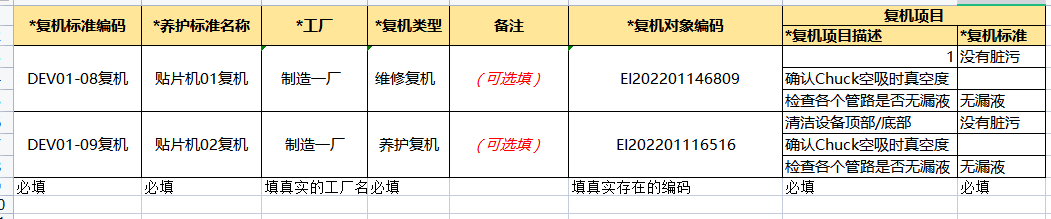 *复机标准编码 *养护标准名称 *工厂 *复机类型 备注 *复机对象编码 复机项目
*复机项目描述 *复机标准
DEV01-08复机 贴片机01复机 制造一厂 维修复机 （可选填） EI202201146809 1 没有脏污
确认Chuck空吸时真空度
检查各个管路是否无漏液 无漏液
DEV01-09复机 贴片机02复机 制造一厂 养护复机 （可选填） EI202201116516 清洁设备顶部/底部 没有脏污
确认Chuck空吸时真空度
检查各个管路是否无漏液 无漏液
必填 必填 填真实的工厂名 必填 填真实存在的编码 必填 必填